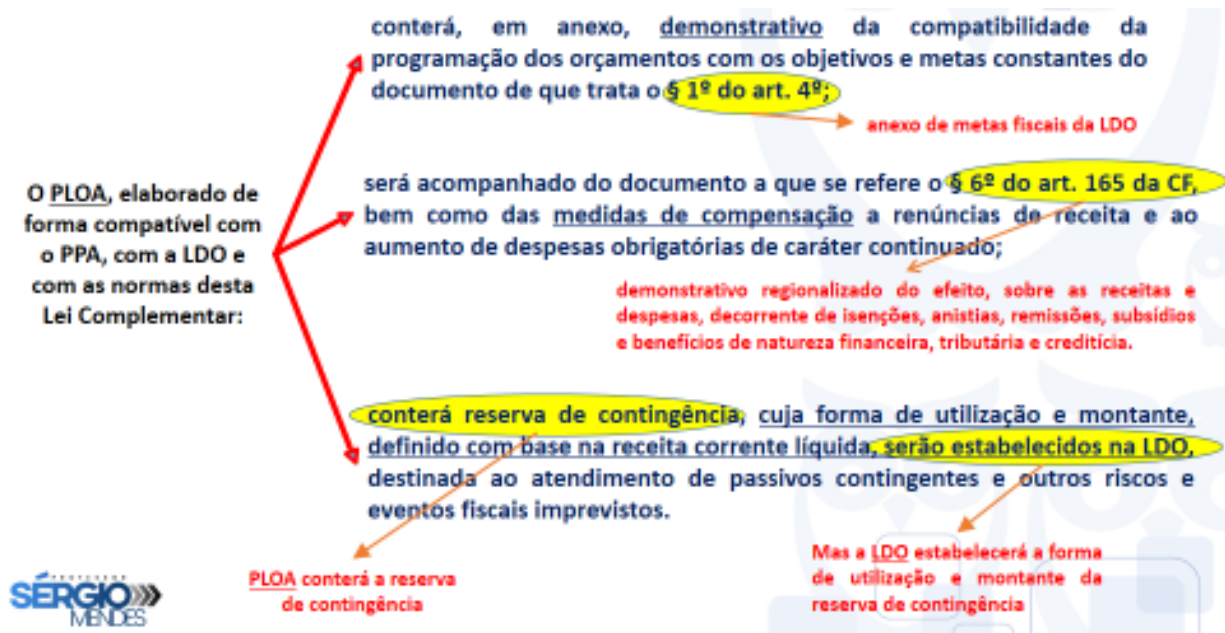 conterá, em anexo, demonstrativo da compatibilidade da
programação dos orçamentos com os objetivos e metas constantes do
documento de que trata o § 1º do art. 4º;
anexo de metas fiscais da LDO
O PLOA, elaborado de
forma compatível com
o PPA, com a LDO e
com as normas desta
Lei Complementar:
será acompanhado do documento a que se refere o § 6º do art. 165 da CF,
bem como das medidas de compensação a renúncias de receita e ao
aumento de despesas obrigatórias de caráter continuado;
demonstrativo regionalizado do efeito, sobre as receitas e
despesas, decorrente de isenções, anistias, remissões, subsídios
e benefícios de natureza financeira, tributária e creditícia.
conterá reserva de contingência, cuja forma de utilização e montante,
definido com base na receita corrente líquida, serão estabelecidos na LDO,
destinada ao atendimento de passivos contingentes e outros riscos e
eventos fiscais imprevistos.
PLOA conterá a reserva
de contingência
Mas a LDO estabelecerá a forma
de utilização e montante da
reserva de contingência
PROFESSOR
SÉRGIO
MENDES